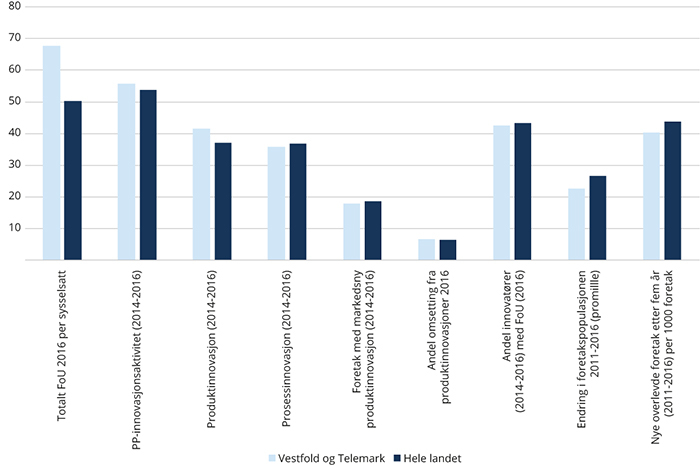 80
70
60
50
40
30
20
10
Totalt FoU 2016 per sysselsatt
PP-innovasjonsaktivitet (2014-2016)
Produktinnovasjon (2014-2016)
Prosessinnovasjon (2014-2016)
Foretak med markedsny
produktinnovasjon (2014-2016)
Andel omsetting fra
produktinnovasjoner 2016
Andel innovatører
(2014-2016) med FoU (2016)
Endring i foretakspopulasjonen
2011-2016 (promillle)
Nye overlevde foretak etter fem år
(2011-2016) per 1000 foretak
Vestfold og Telemark
Hele landet